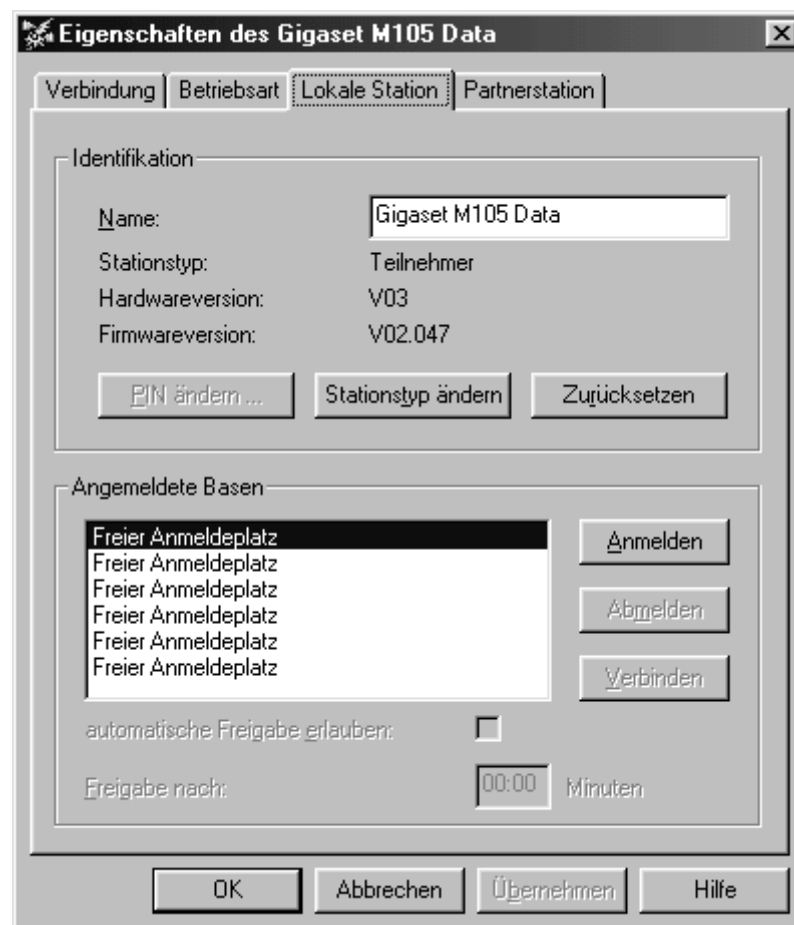 Eigenschaften des Gigaset M105 Data
Verbindung Betriebsart Lokale Station Partnerstation
Identifikation
Name: Gigaset M105 Data
Stationstyp: Teilnehmer
Hardwareversion: V03
Firmwareversion: V02.047
PIN ändern ... Stationstyp ändern Zurücksetzen
Angemeldete Basen
Freier Anmeldeplatz
Freier Anmeldeplatz
Freier Anmeldeplatz
Freier Anmeldeplatz
Freier Anmeldeplatz
Freier Anmeldeplatz
Anmelden
Abmelden
Verbinden
automatische Freigabe erlauben:
Freigabe nach: 00:00 Minuten
OK Abbrechen Übernehmen Hilfe